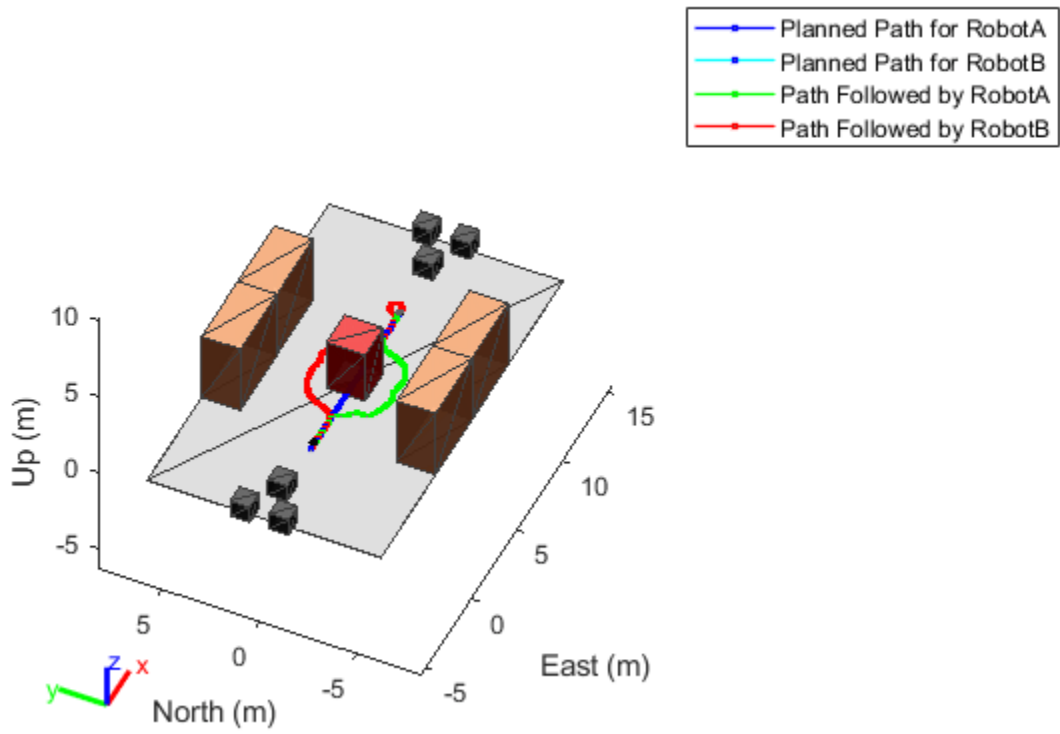 Planned Path for RobotA
Planned Path for RobotB
Path Followed by RobotA
Path Followed by RobotB
10
5
0
-5
Up (m)
15
10
5
0
-5
East (m)
5
0
-5
North (m)
z
x
y